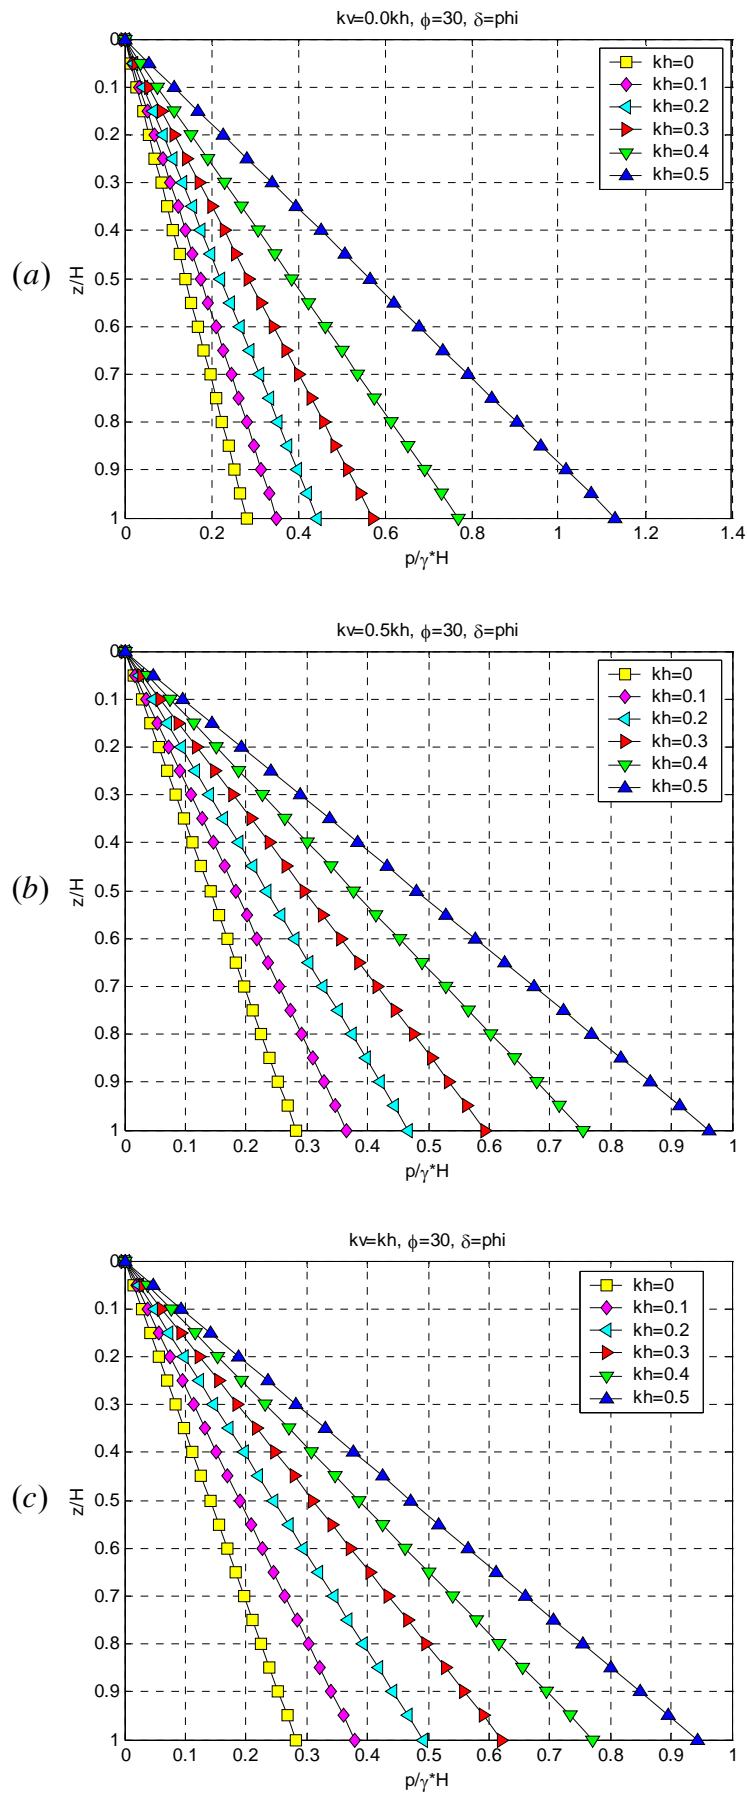 kv=0.0kh, ϕ=30, δ=phi
0
0.1
0.2
0.3
0.4
0.5
0.6
0.7
0.8
0.9
1
z/H
(a)
kh=0
kh=0.1
kh=0.2
kh=0.3
kh=0.4
kh=0.5
0 0.2 0.4 0.6 0.8 1 1.2 1.4
p/γ*H
kv=0.5kh, ϕ=30, δ=phi
0
0.1
0.2
0.3
0.4
0.5
0.6
0.7
0.8
0.9
1
z/H
(b)
kh=0
kh=0.1
kh=0.2
kh=0.3
kh=0.4
kh=0.5
0 0.1 0.2 0.3 0.4 0.5 0.6 0.7 0.8 0.9 1
p/γ*H
kv=kh, ϕ=30, δ=phi
0
0.1
0.2
0.3
0.4
0.5
0.6
0.7
0.8
0.9
1
z/H
(c)
kh=0
kh=0.1
kh=0.2
kh=0.3
kh=0.4
kh=0.5
0 0.1 0.2 0.3 0.4 0.5 0.6 0.7 0.8 0.9 1
p/γ*H